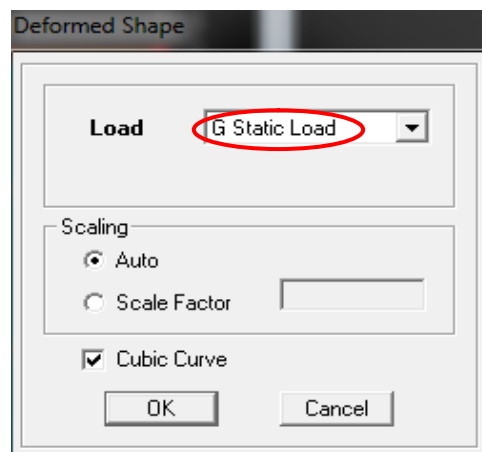 Deformed Shape
Load G Static Load
Scaling
Auto
Scale Factor
Cubic Curve
OK Cancel